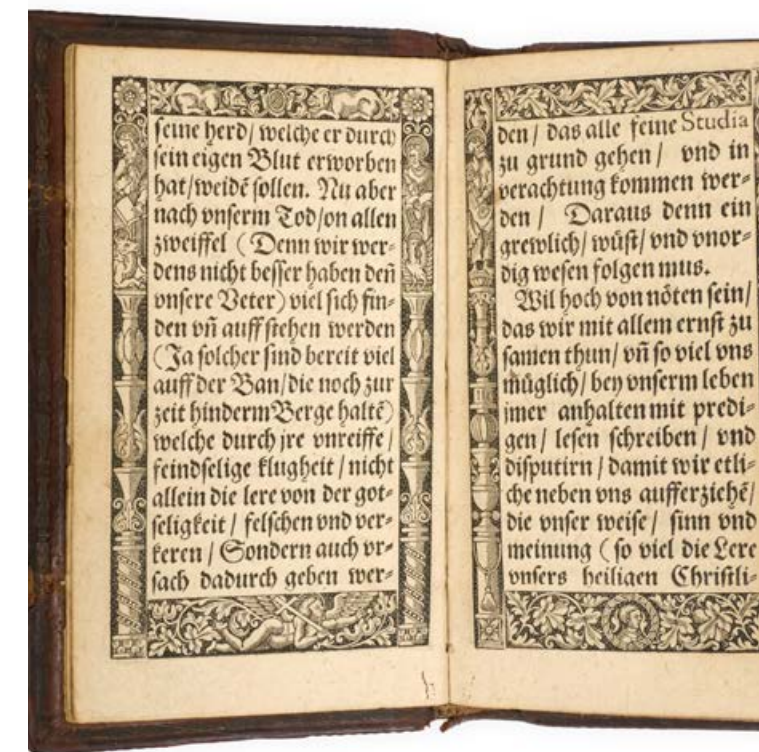 seine herd / welche er durch
sein eigen Blut erworben
hat / weidē sollen. Nu aber
nach vnserm Tod / on allen
zweiffel ( Denn wir wer⸗
dens nicht besser haben deñ
vnsere Veter ) viel sich fin⸗
den vñ auff stehen werden
( Ja solcher sind bereit viel
auff der Ban / die noch zur
zeit hinderm Berge haltē )
welche durch jre vnreiffe /
feindselige klugheit / nicht
allein die lere von der got⸗
seligkeit / felschen vnd ver⸗
keren / Sondern auch vr⸗
sach dadurch geben wer⸗
den / das alle feine Studia
zu grund gehen / vnd in
verachtung kommen wer⸗
den / Daraus denn ein
grewlich / wüst / vnd vnor⸗
dig wesen folgen mus.
Wil hoch von nöten sein /
das wir mit allem ernst zu
samen thun / vñ so viel vns
müglich / bey vnserm leben
jmer anhalten mit predi⸗
gen / lesen schreiben / vnd
disputirn / damit wir etli⸗
che neben vns aufferziehē /
die vnser weise / sinn vnd
meinung ( so viel die Lere
vnsers heiligen Christli⸗